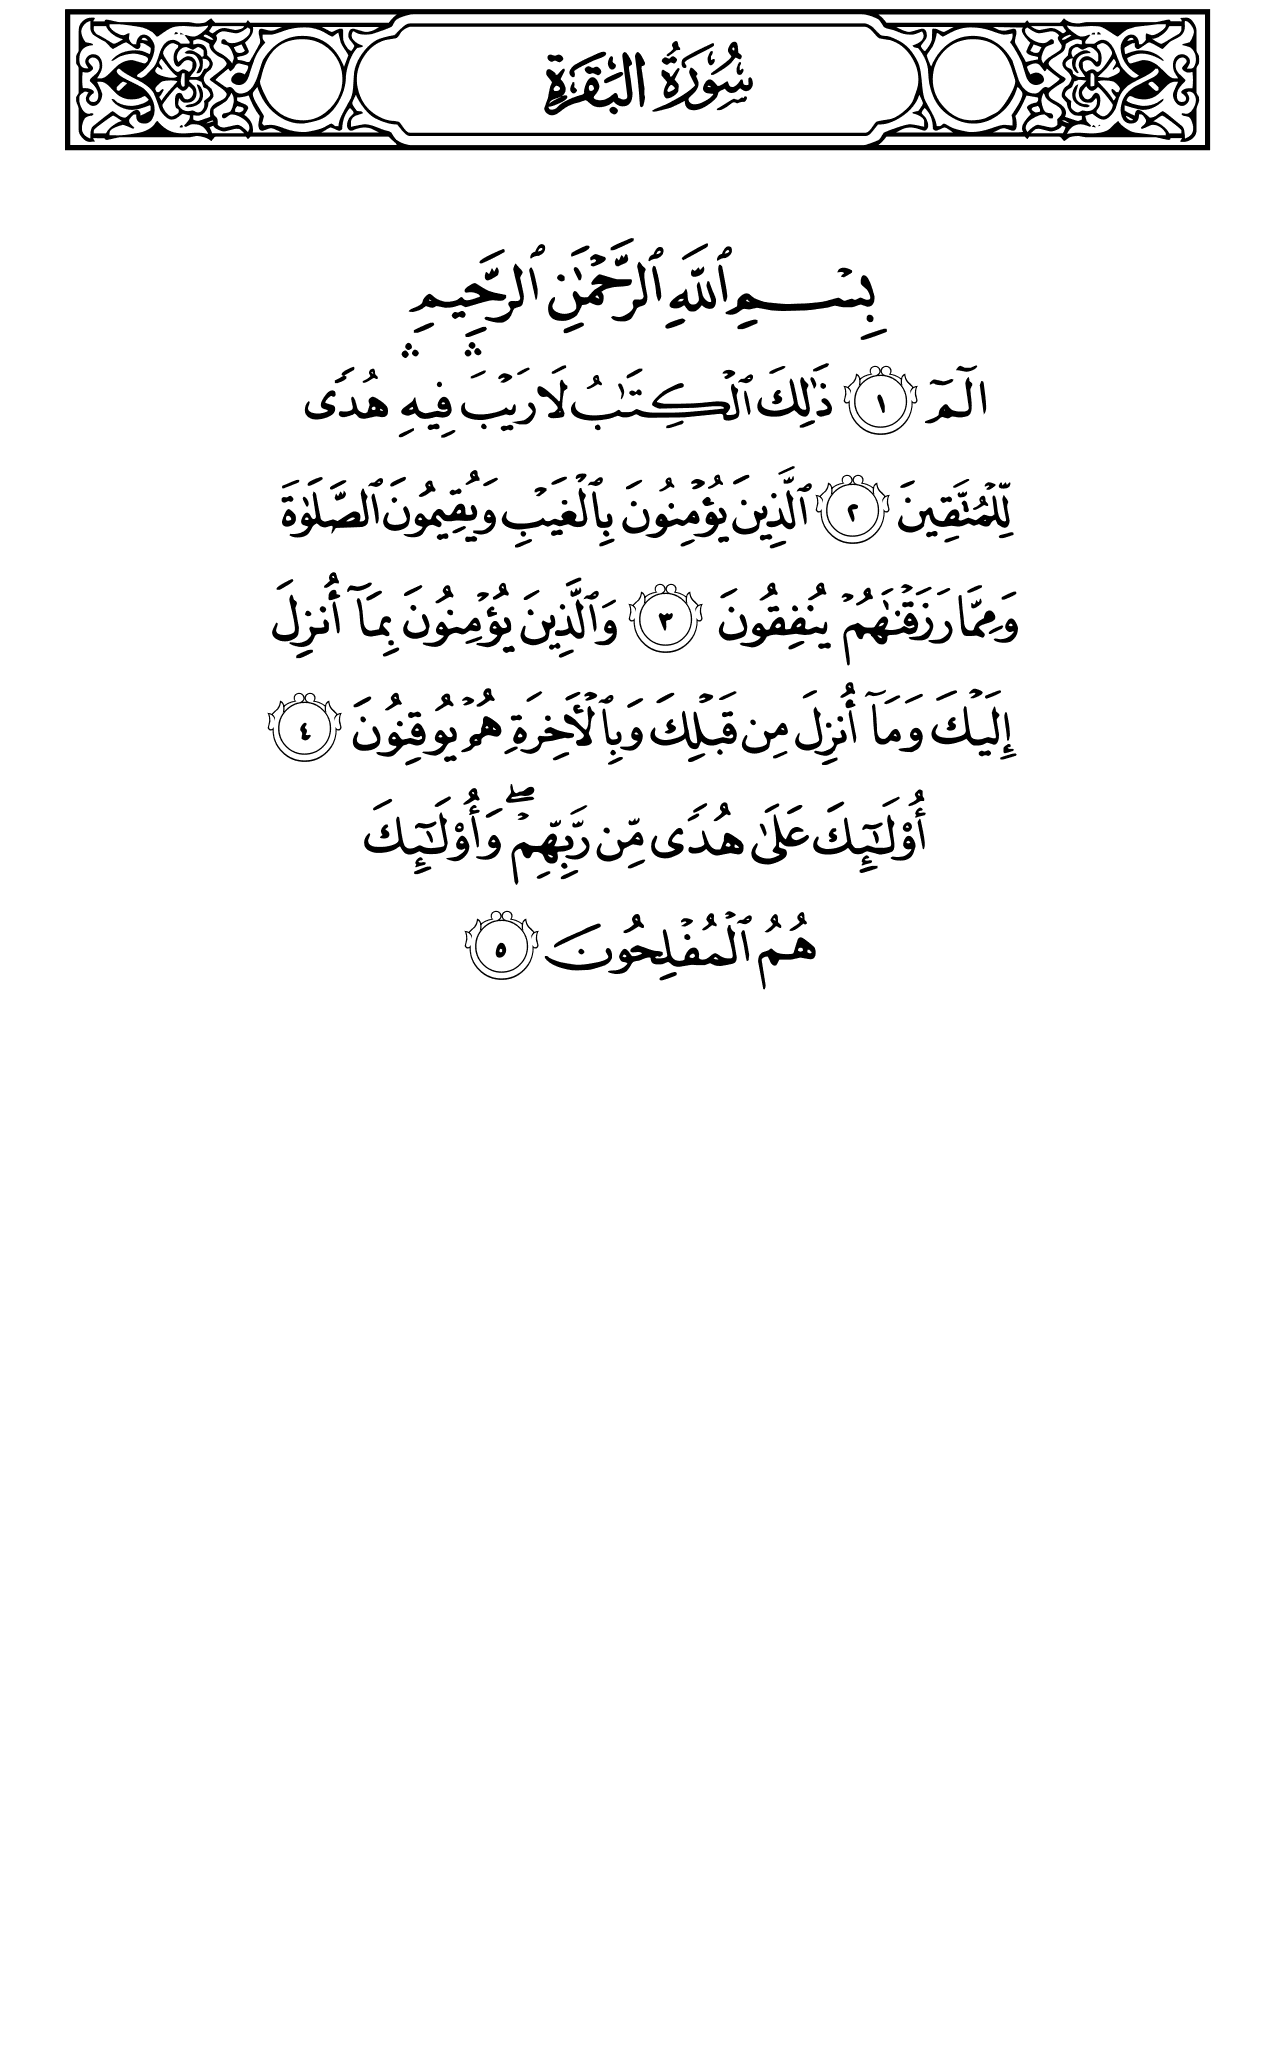 سُورَةُ البَقَرَةِ
بِسْمِ ٱللَّهِ ٱلرَّحْمَٰنِ ٱلرَّحِيمِ
الٓمٓ ١ ذَٰلِكَ ٱلْكِتَٰبُ لَا رَيْبَۛ فِيهِۛ هُدًى
لِّلْمُتَّقِينَ ٢ ٱلَّذِينَ يُؤْمِنُونَ بِٱلْغَيْبِ وَيُقِيمُونَ ٱلصَّلَوٰةَ
وَمِمَّا رَزَقْنَٰهُمْ يُنفِقُونَ ٣ وَٱلَّذِينَ يُؤْمِنُونَ بِمَآ أُنزِلَ
إِلَيْكَ وَمَآ أُنزِلَ مِن قَبْلِكَ وَبِٱلْأَخِرَةِ هُمْ يُوقِنُونَ ٤
أُوْلَٰٓئِكَ عَلَىٰ هُدًى مِّن رَّبِّهِمْۖ وَأُوْلَٰٓئِكَ
هُمُ ٱلْمُفْلِحُونَ ٥